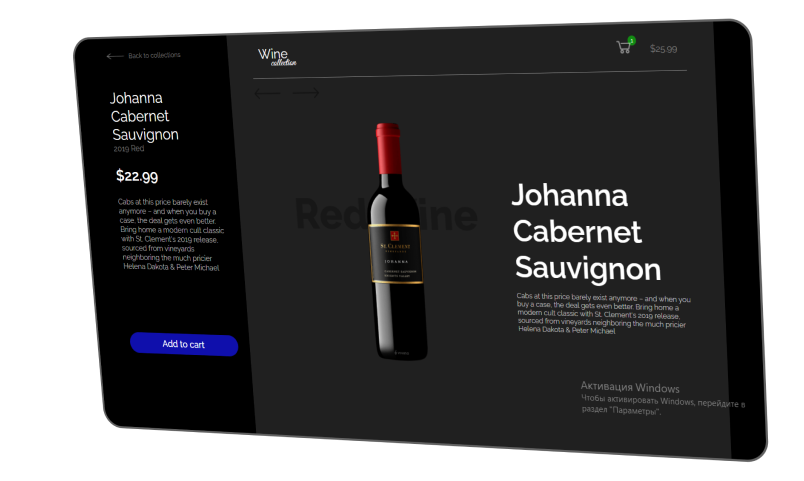 Back to collections
Johanna
Cabernet
Sauvignon
2019 Red
$22.99
Cabs at this price barely exist
anymore – and when you buy a
case, the deal gets even better.
Bring home a modern cult classic
with St. Clement's 2019 release,
sourced from vineyards
neighboring the much pricier
Helena Dakota & Peter Michael
Add to cart
Wine
collection
1
$25.99
Red Wine
ST. CLEMENT
JOHANNA
CABERNET SAUVIGNON
Johanna
Cabernet
Sauvignon
Cabs at this price barely exist anymore – and when you
buy a case, the deal gets even better. Bring home a
modern cult classic with St. Clement's 2019 release,
sourced from vineyards neighboring the much pricier
Helena Dakota & Peter Michael
Активация Windows
Чтобы активировать Windows, перейдите в
раздел "Параметры".